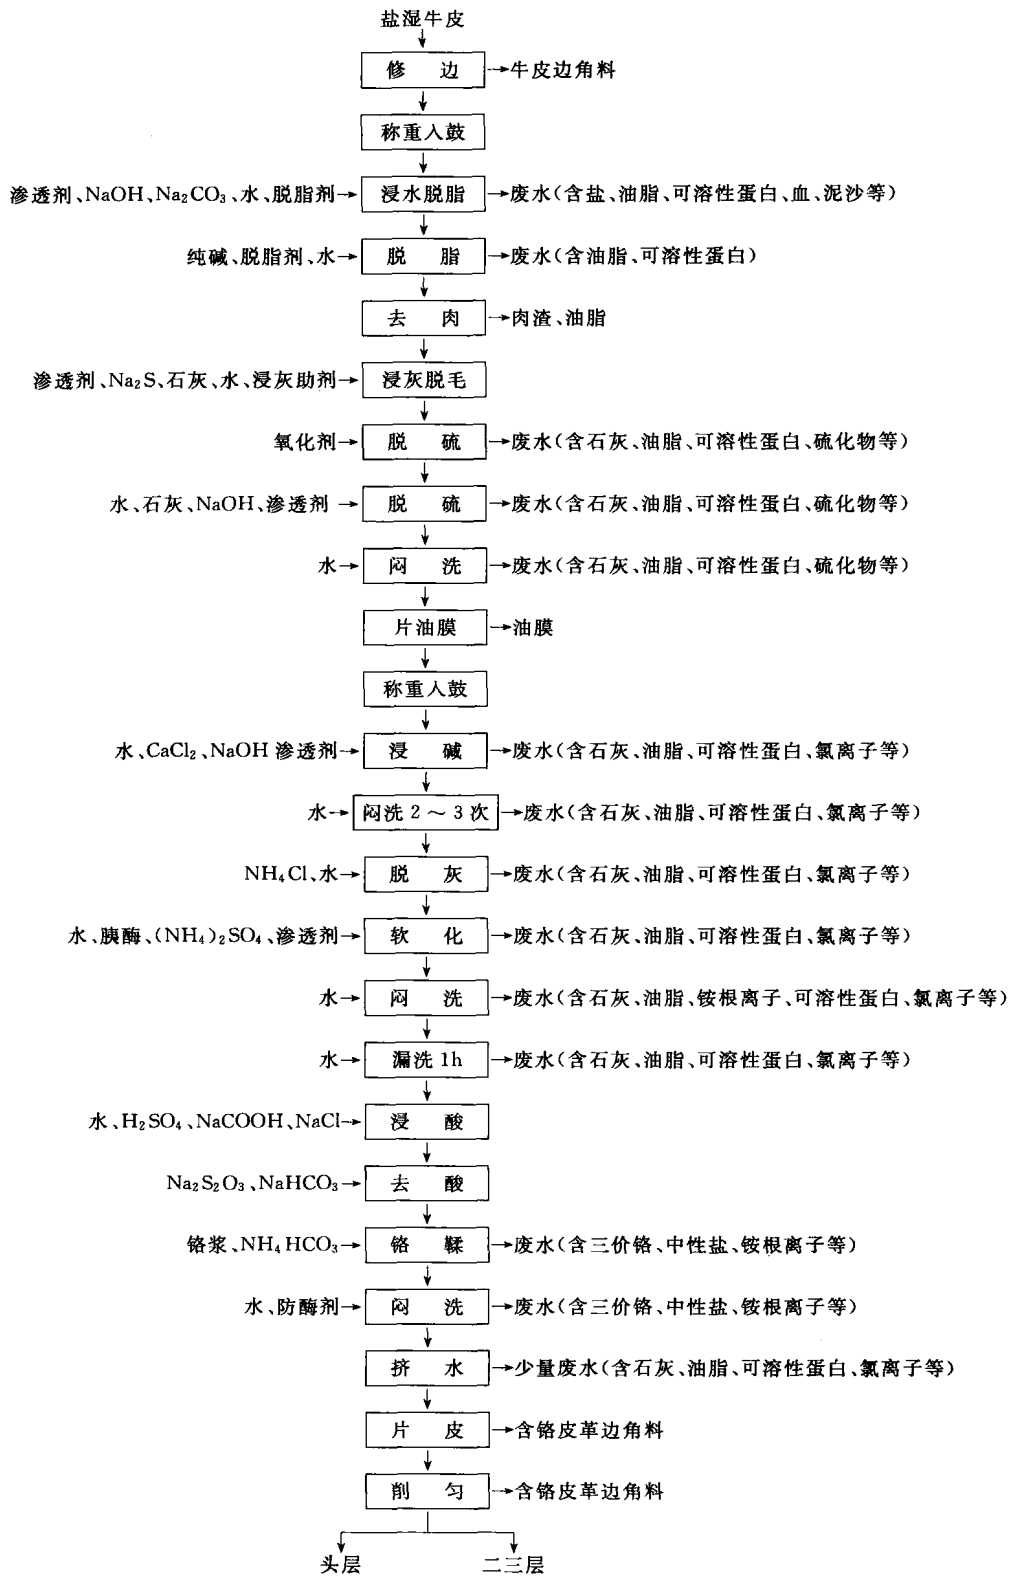 盐湿牛皮
修 边 牛皮边角料
称重入鼓
渗透剂、NaOH、Na₂CO₃、水、脱脂剂 浸水脱脂 废水(含盐、油脂、可溶性蛋白、血、泥沙等)
纯碱、脱脂剂、水 脱 脂 废水(含油脂、可溶性蛋白)
去 肉 肉渣、油脂
渗透剂、Na₂S、石灰、水、浸灰助剂 浸灰脱毛
氧化剂 脱 硫 废水(含石灰、油脂、可溶性蛋白、硫化物等)
水、石灰、NaOH、渗透剂 脱 硫 废水(含石灰、油脂、可溶性蛋白、硫化物等)
水 闷 洗 废水(含石灰、油脂、可溶性蛋白、硫化物等)
片油膜 油膜
称重入鼓
水、CaCl₂、NaOH 渗透剂 浸 碱 废水(含石灰、油脂、可溶性蛋白、氯离子等)
水 闷洗 2～3 次 废水(含石灰、油脂、可溶性蛋白、氯离子等)
NH₄Cl、水 脱 灰 废水(含石灰、油脂、可溶性蛋白、氯离子等)
水、胰酶、(NH₄)₂SO₄、渗透剂 软 化 废水(含石灰、油脂、可溶性蛋白、氯离子等)
水 闷 洗 废水(含石灰、油脂、铵根离子、可溶性蛋白、氯离子等)
水 漏洗 1h 废水(含石灰、油脂、可溶性蛋白、氯离子等)
水、H₂SO₄、NaCOOH、NaCl 浸 酸
Na₂S₂O₃、NaHCO₃ 去 酸
铬浆、NH₄HCO₃ 铬 鞣 废水(含三价铬、中性盐、铵根离子等)
水、防酶剂 闷 洗 废水(含三价铬、中性盐、铵根离子等)
挤 水 少量废水(含石灰、油脂、可溶性蛋白、氯离子等)
片 皮 含铬皮革边角料
削 匀 含铬皮革边角料
头层 二三层